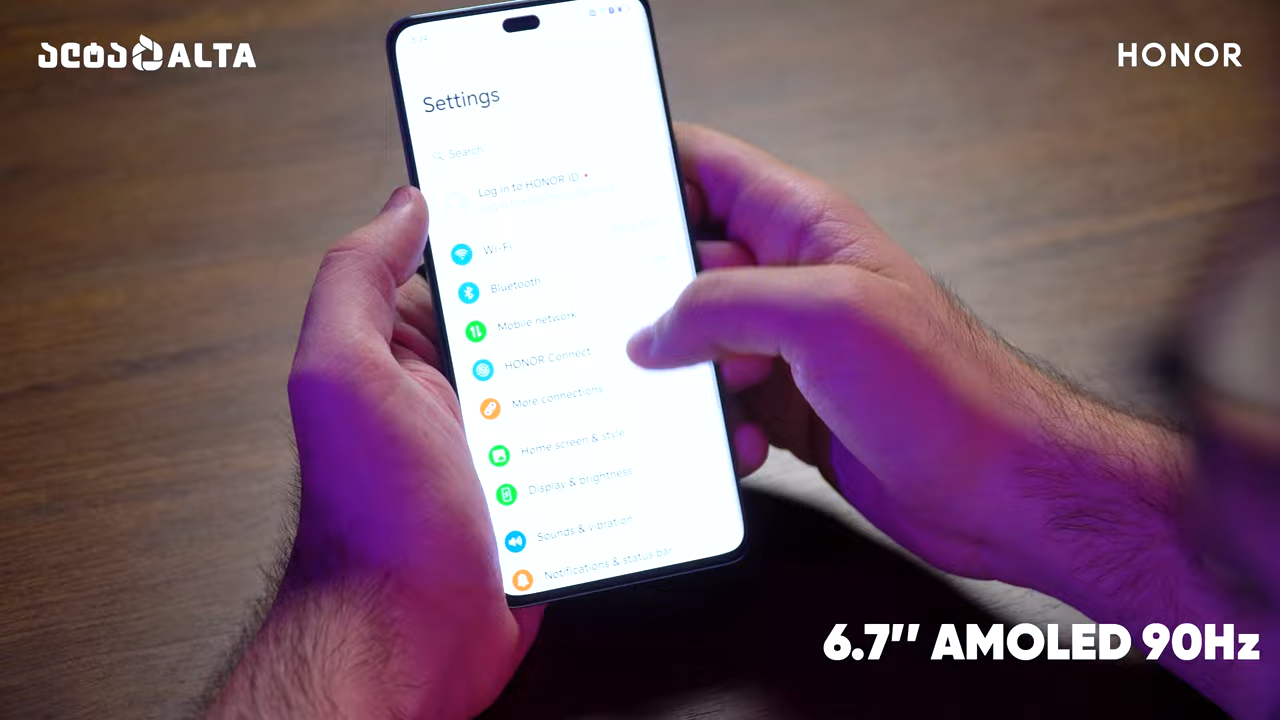 ალტა ALTA
HONOR
Settings
Search
Log in to HONOR ID
Wi-Fi
Bluetooth
Mobile network
HONOR Connect
More connections
Home screen & style
Display & brightness
Sounds & vibration
Notifications & status bar
6.7" AMOLED 90Hz